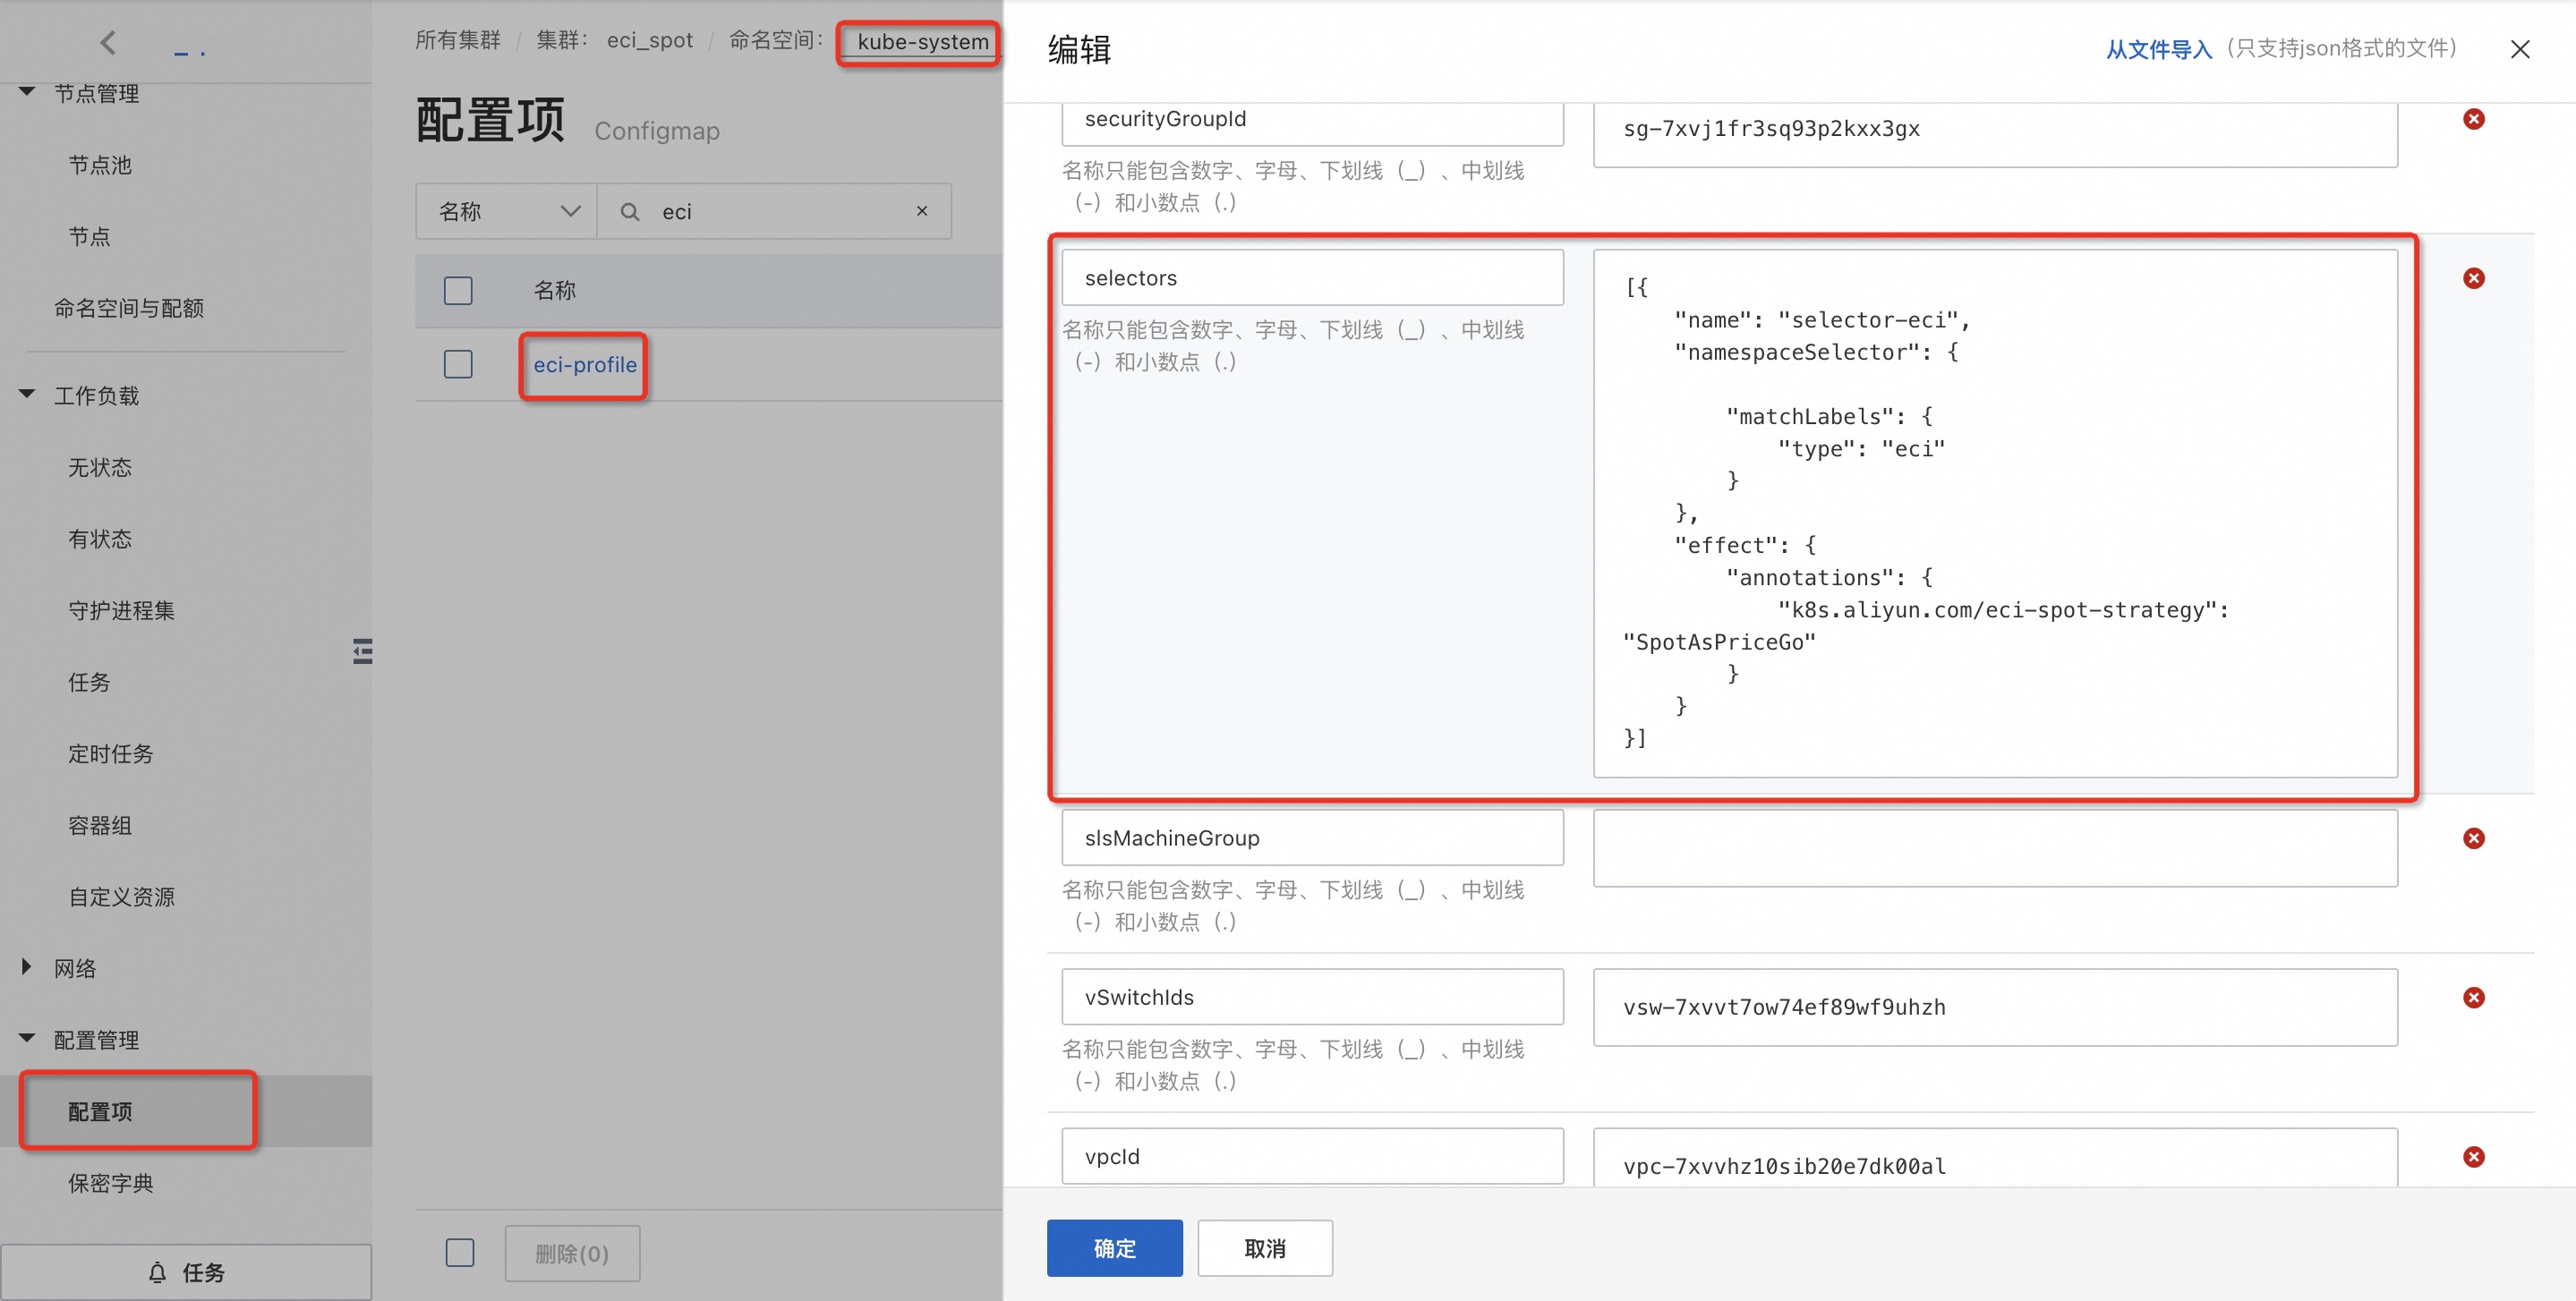 节点管理
节点池
节点
命名空间与配额
工作负载
无状态
有状态
守护进程集
任务
定时任务
容器组
自定义资源
网络
配置管理
配置项
保密字典
任务
所有集群 / 集群： eci_spot / 命名空间： kube-system
配置项 Configmap
名称 eci
名称
eci-profile
删除(0)
编辑
从文件导入（只支持json格式的文件）
securityGroupId
sg-7xvj1fr3sq93p2kxx3gx
名称只能包含数字、字母、下划线（_）、中划线
（-）和小数点（.）
selectors
名称只能包含数字、字母、下划线（_）、中划线
（-）和小数点（.）
[{
"name": "selector-eci",
"namespaceSelector": {
"matchLabels": {
"type": "eci"
}
},
"effect": {
"annotations": {
"k8s.aliyun.com/eci-spot-strategy":
"SpotAsPriceGo"
}
}
}]
slsMachineGroup
名称只能包含数字、字母、下划线（_）、中划线
（-）和小数点（.）
vSwitchIds
vsw-7xvvt7ow74ef89wf9uhzh
名称只能包含数字、字母、下划线（_）、中划线
（-）和小数点（.）
vpcId
vpc-7xvvhz10sib20e7dk00al
确定
取消